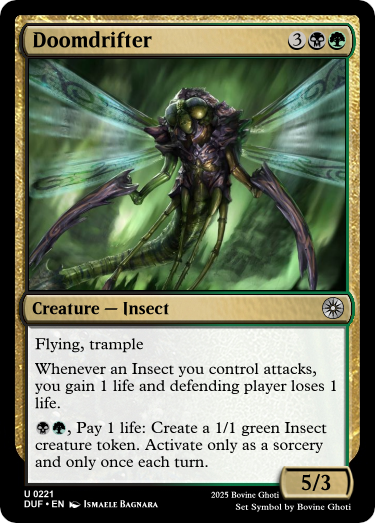 Doomdrifter 3
Creature — Insect
Flying, trample
Whenever an Insect you control attacks,
you gain 1 life and defending player loses 1
life.
, Pay 1 life: Create a 1/1 green Insect
creature token. Activate only as a sorcery
and only once each turn.
5/3
U 0221
DUF • EN Ismaele Bagnara
2025 Bovine Ghoti
Set Symbol by Bovine Ghoti